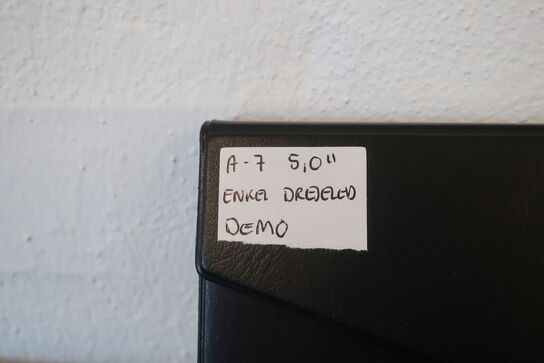 A-7 5,0"
ENKEL DREJELED
DEMO